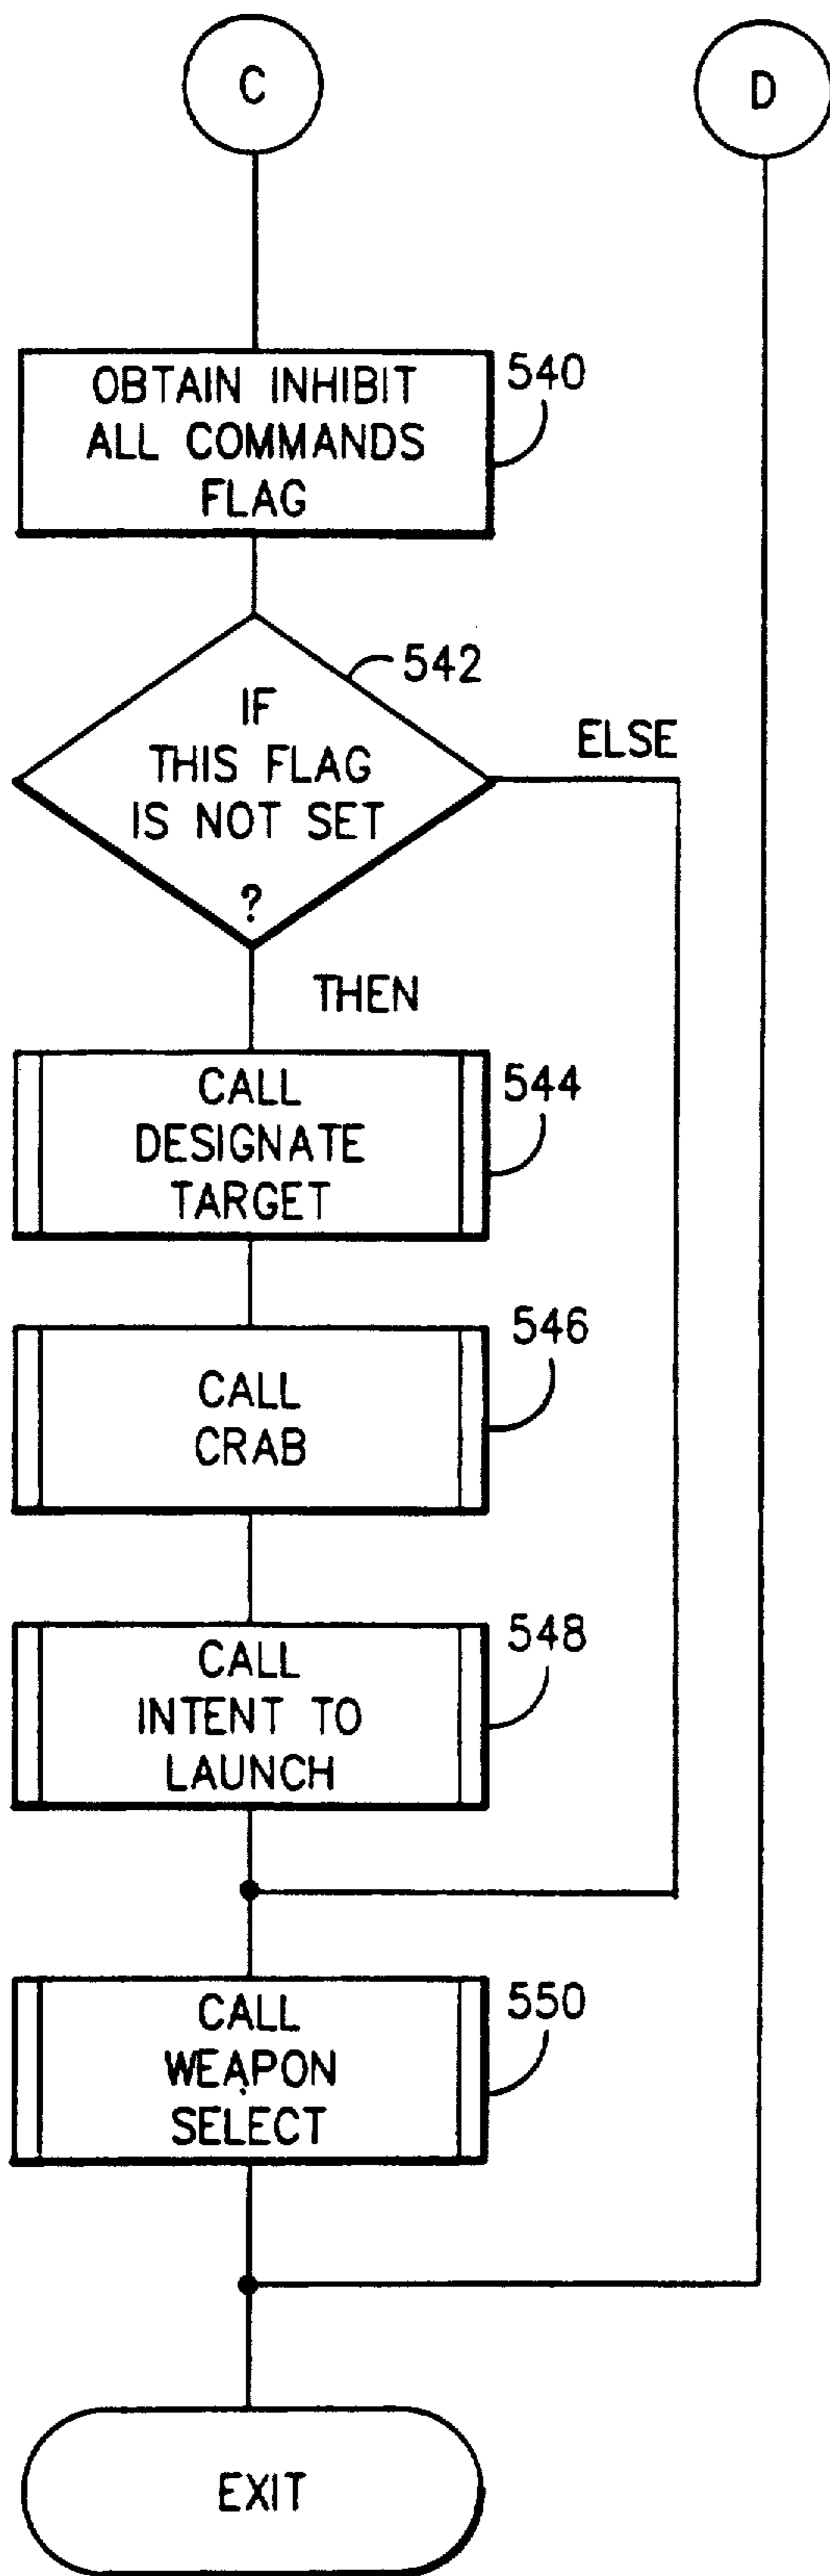 C
D
OBTAIN INHIBIT
ALL COMMANDS
FLAG
540
542
IF
THIS FLAG
IS NOT SET
?
ELSE
THEN
CALL
DESIGNATE
TARGET
544
CALL
CRAB
546
CALL
INTENT TO
LAUNCH
548
CALL
WEAPON
SELECT
550
EXIT